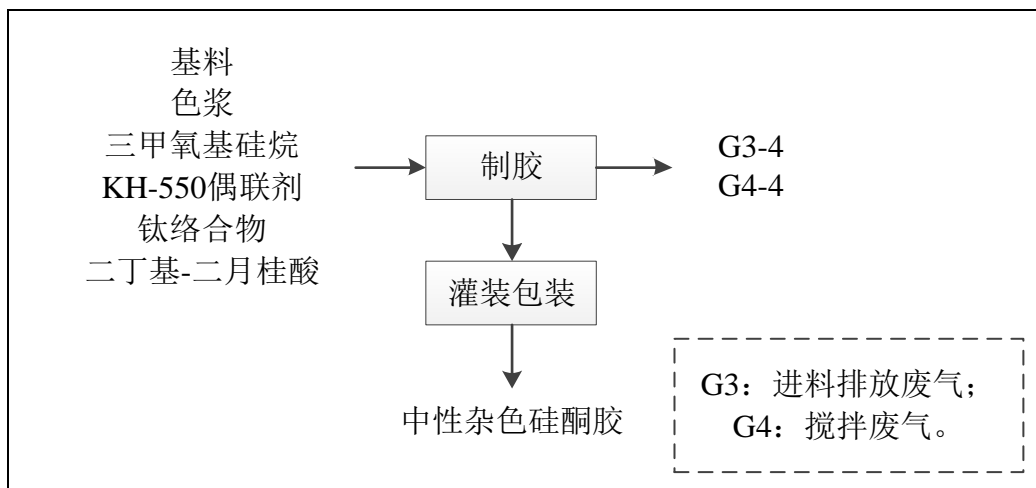 基料
色浆
三甲氧基硅烷
KH-550偶联剂
钛络合物
二丁基-二月桂酸
制胶
G3-4
G4-4
灌装包装
中性杂色硅酮胶
G3：进料排放废气；
G4：搅拌废气。